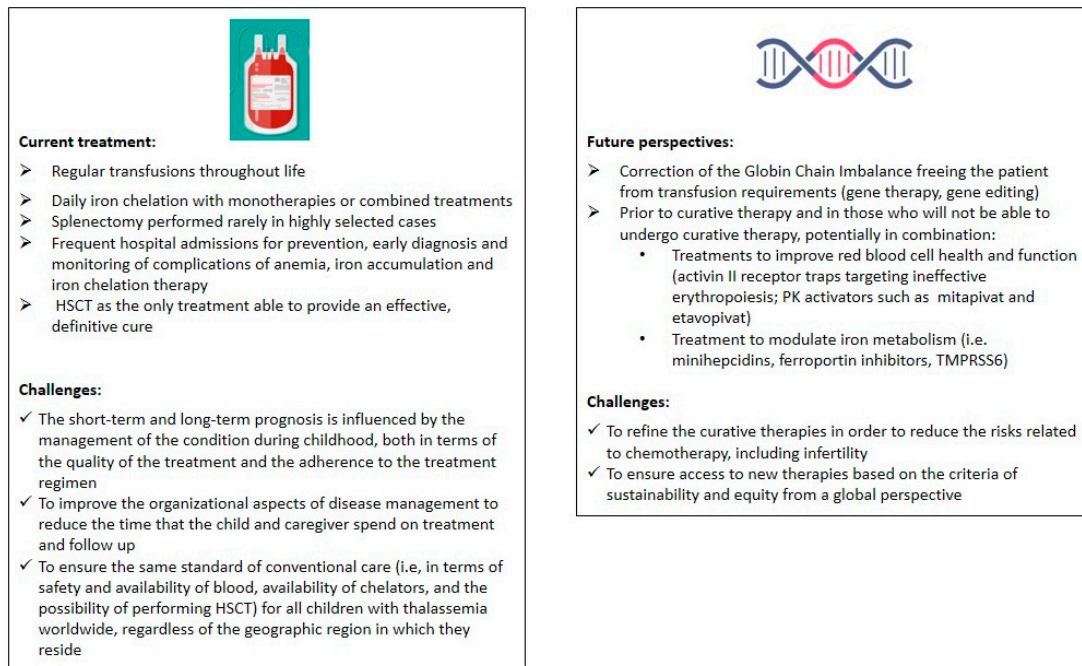 Current treatment:
➢ Regular transfusions throughout life
➢ Daily iron chelation with monotherapies or combined treatments
➢ Splenectomy performed rarely in highly selected cases
➢ Frequent hospital admissions for prevention, early diagnosis and
monitoring of complications of anemia, iron accumulation and
iron chelation therapy
➢ HSCT as the only treatment able to provide an effective,
definitive cure
Challenges:
✓ The short-term and long-term prognosis is influenced by the
management of the condition during childhood, both in terms of
the quality of the treatment and the adherence to the treatment
regimen
✓ To improve the organizational aspects of disease management to
reduce the time that the child and caregiver spend on treatment
and follow up
✓ To ensure the same standard of conventional care (i.e, in terms of
safety and availability of blood, availability of chelators, and the
possibility of performing HSCT) for all children with thalassemia
worldwide, regardless of the geographic region in which they
reside
Future perspectives:
➢ Correction of the Globin Chain Imbalance freeing the patient
from transfusion requirements (gene therapy, gene editing)
➢ Prior to curative therapy and in those who will not be able to
undergo curative therapy, potentially in combination:
• Treatments to improve red blood cell health and function
(activin II receptor traps targeting ineffective
erythropoiesis; PK activators such as mitapivat and
etavopivat)
• Treatment to modulate iron metabolism (i.e.
minihepcidins, ferroportin inhibitors, TMPRSS6)
Challenges:
✓ To refine the curative therapies in order to reduce the risks related
to chemotherapy, including infertility
✓ To ensure access to new therapies based on the criteria of
sustainability and equity from a global perspective